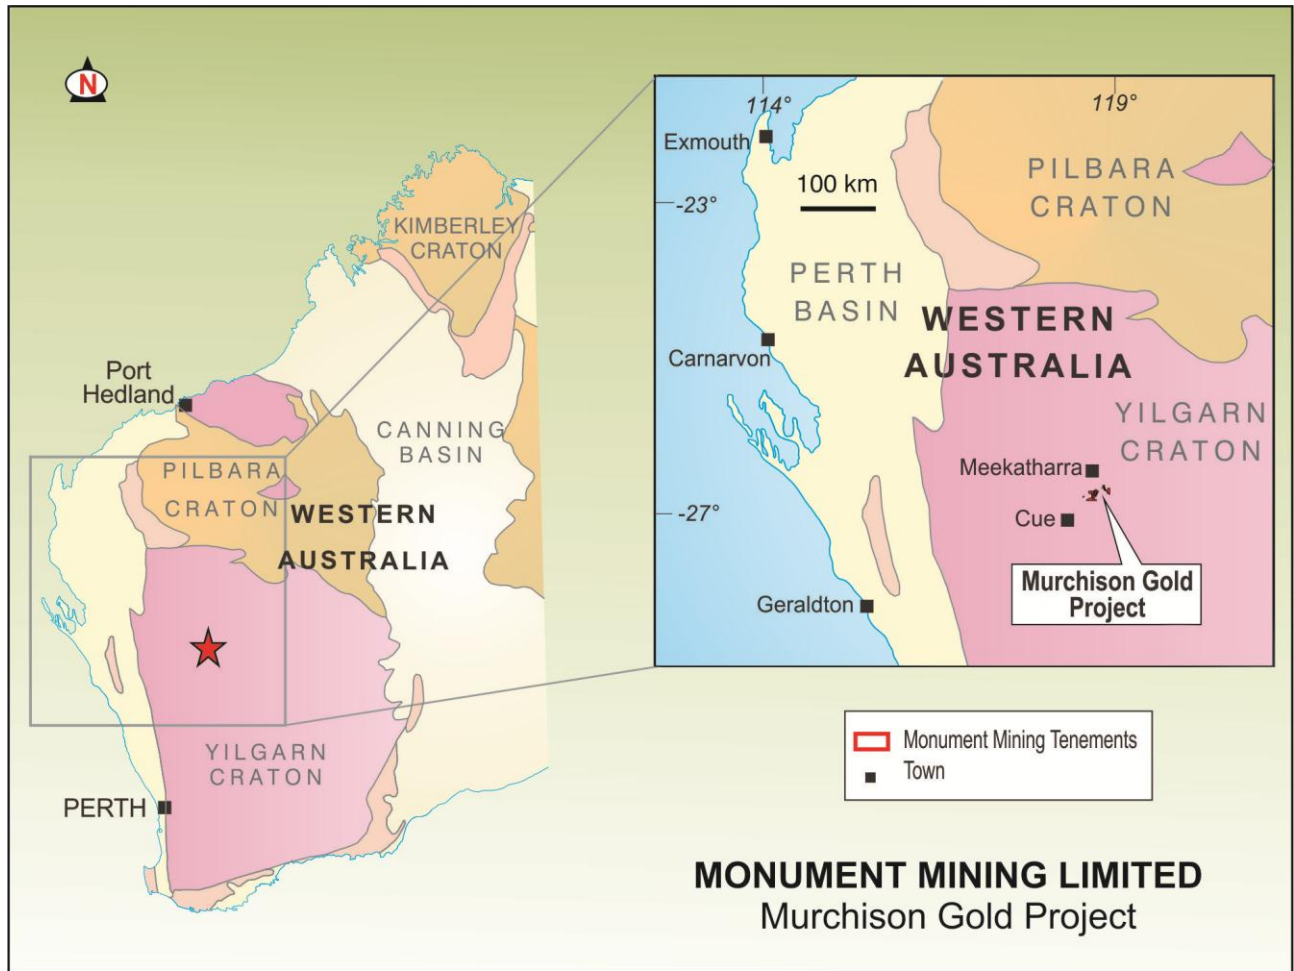 N
KIMBERLEY
CRATON
Port
Hedland
CANNING
BASIN
PILBARA
CRATON
WESTERN
AUSTRALIA
YILGARN
CRATON
PERTH
114°
119°
Exmouth
100 km
-23°
PILBARA
CRATON
PERTH
BASIN
WESTERN
AUSTRALIA
Carnarvon
YILGARN
CRATON
Meekatharra
-27°
Cue
Murchison Gold
Project
Geraldton
Monument Mining Tenements
Town
MONUMENT MINING LIMITED
Murchison Gold Project